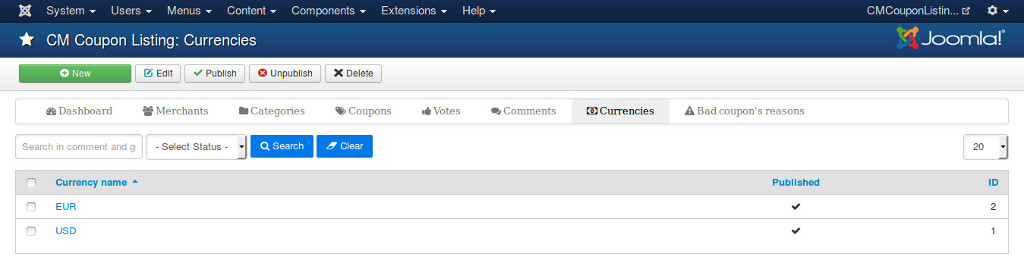 System Users Menus Content Components Extensions Help CMCouponListin...
CM Coupon Listing: Currencies Joomla!
New Edit Publish Unpublish Delete
Dashboard Merchants Categories Coupons Votes Comments Currencies Bad coupon's reasons
Search in comment and g - Select Status - Search Clear 20
Currency name Published ID
EUR 2
USD 1